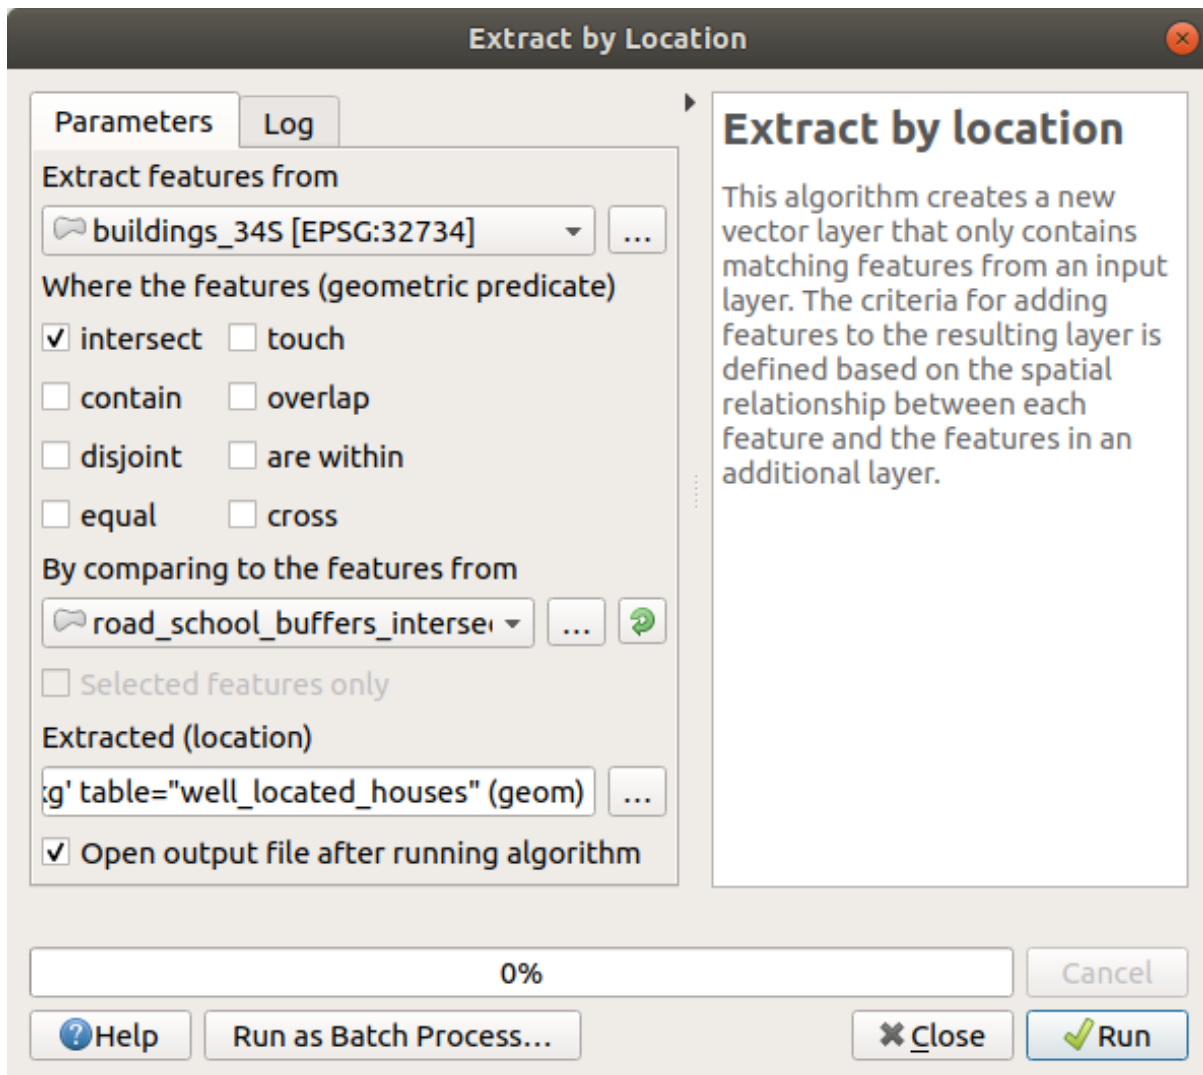 Extract by Location
Parameters
Log
Extract features from
buildings_34S [EPSG:32734]
...
Where the features (geometric predicate)
intersect
touch
contain
overlap
disjoint
are within
equal
cross
By comparing to the features from
road_school_buffers_interse
...
Selected features only
Extracted (location)
kg' table="well_located_houses" (geom)
...
Open output file after running algorithm
Extract by location
This algorithm creates a new
vector layer that only contains
matching features from an input
layer. The criteria for adding
features to the resulting layer is
defined based on the spatial
relationship between each
feature and the features in an
additional layer.
0%
Cancel
Help
Run as Batch Process...
Close
Run